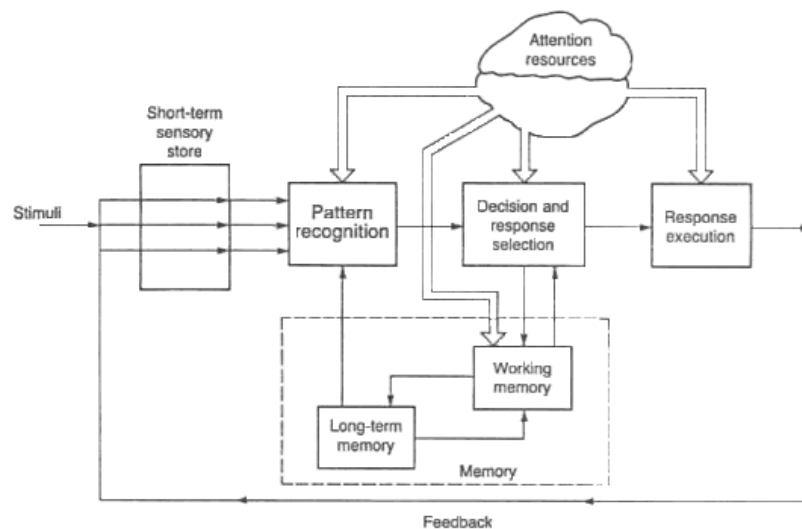 Attention
resources
Short-term
sensory
store
Stimuli
Pattern
recognition
Decision and
response
selection
Response
execution
Working
memory
Long-term
memory
Memory
Feedback